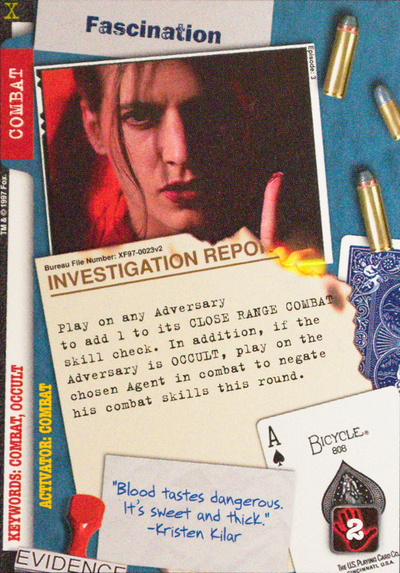 X
Fascination
Episode: 3
COMBAT
TM & © 1997 Fox.
Bureau File Number: XF97-0023v2
INVESTIGATION REPO
Play on any Adversary
to add 1 to its CLOSE RANGE COMBAT
skill check. In addition, if the
Adversary is OCCULT, play on the
chosen Agent in combat to negate
his combat skills this round.
KEYWORDS: COMBAT, OCCULT
ACTIVATOR: COMBAT
"Blood tastes dangerous.
It's sweet and thick."
-Kristen Kilar
A
BICYCLE®
808
2
THE U.S. PLAYING CARD CO.
CINCINNATI, U.S.A.
EVIDENCE